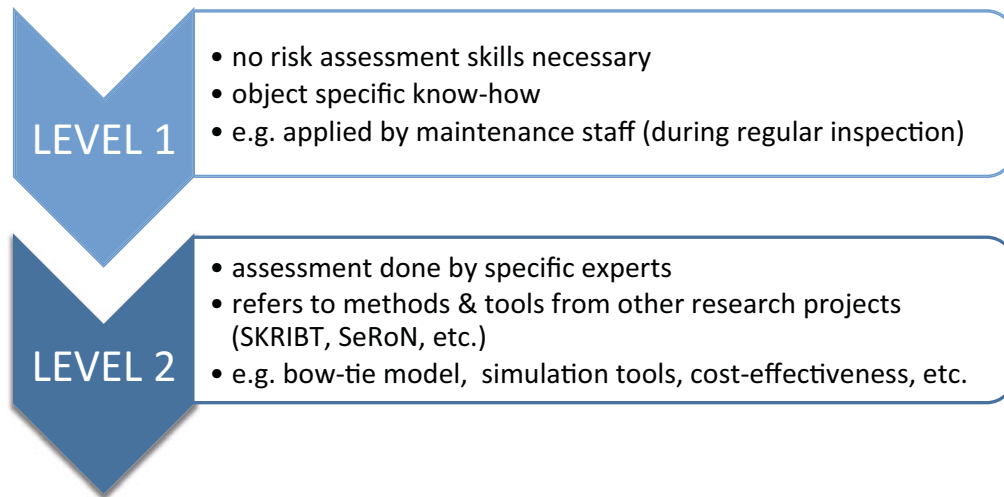 LEVEL 1
• no risk assessment skills necessary
• object specific know-how
• e.g. applied by maintenance staff (during regular inspection)
LEVEL 2
• assessment done by specific experts
• refers to methods & tools from other research projects
(SKRIBT, SeRoN, etc.)
• e.g. bow-tie model, simulation tools, cost-effectiveness, etc.